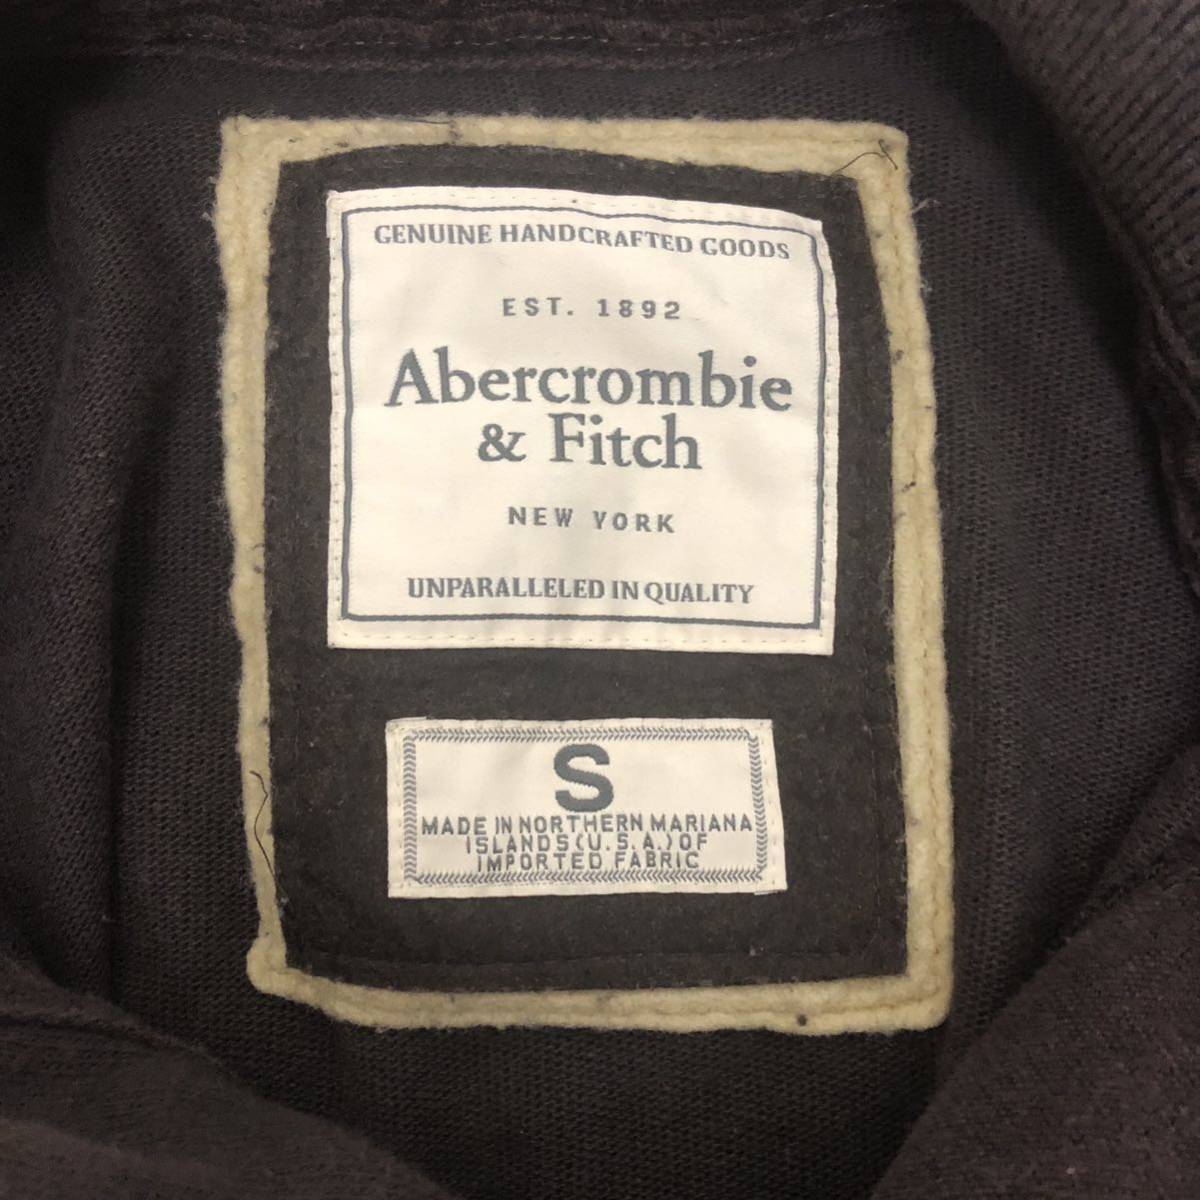 GENUINE HANDCRAFTED GOODS
EST. 1892
Abercrombie
& Fitch
NEW YORK
UNPARALLELED IN QUALITY
S
MADE IN NORTHERN MARIANA
ISLANDS(U.S.A.)OF
IMPORTED FABRIC